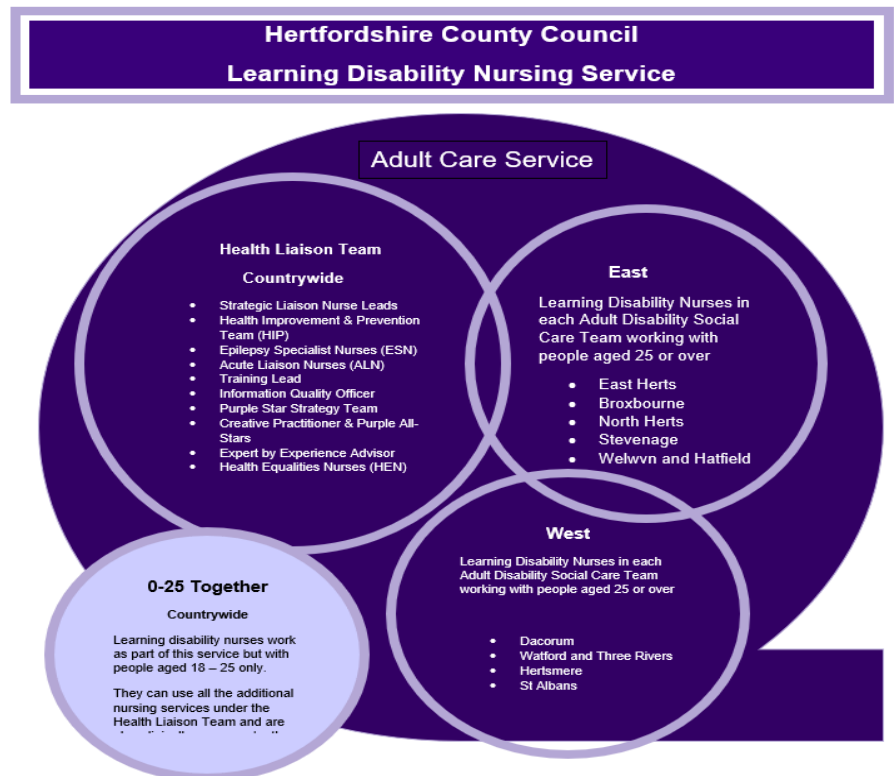 Hertfordshire County Council
Learning Disability Nursing Service
Adult Care Service
Health Liaison Team
Countrywide
• Strategic Liaison Nurse Leads
• Health Improvement & Prevention
Team (HIP)
• Epilepsy Specialist Nurses (ESN)
• Acute Liaison Nurses (ALN)
• Training Lead
• Information Quality Officer
• Purple Star Strategy Team
• Creative Practitioner & Purple All-
Stars
• Expert by Experience Advisor
• Health Equalities Nurses (HEN)
East
Learning Disability Nurses in
each Adult Disability Social
Care Team working with
people aged 25 or over
• East Herts
• Broxbourne
• North Herts
• Stevenage
• Welwyn and Hatfield
West
Learning Disability Nurses in each
Adult Disability Social Care Team
working with people aged 25 or over
• Dacorum
• Watford and Three Rivers
• Hertsmere
• St Albans
0-25 Together
Countrywide
Learning disability nurses work
as part of this service but with
people aged 18 – 25 only.
They can use all the additional
nursing services under the
Health Liaison Team and are